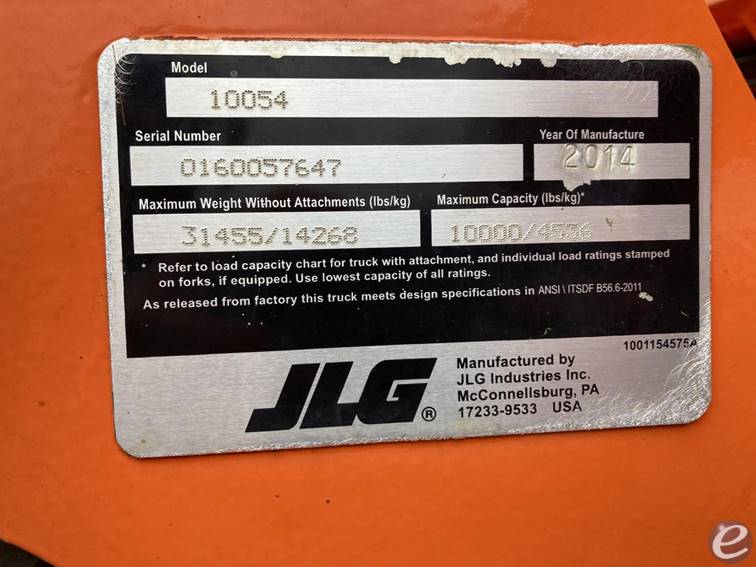 Model
10054
Serial Number
Year Of Manufacture
0160057647
2014
Maximum Weight Without Attachments (lbs/kg)
Maximum Capacity (lbs/kg)*
31455/14268
10000/4536
* Refer to load capacity chart for truck with attachment, and individual load ratings stamped
on forks, if equipped. Use lowest capacity of all ratings.
As released from factory this truck meets design specifications in ANSI \ ITSDF B56.6-2011
1001154575A
JLG®
Manufactured by
JLG Industries Inc.
McConnellsburg, PA
17233-9533 USA
e